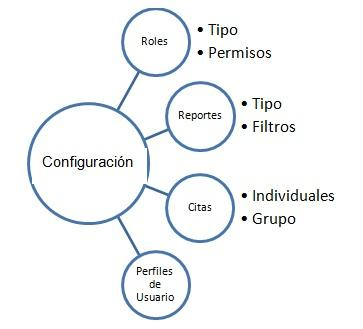 Roles
• Tipo
• Permisos
Reportes
• Tipo
• Filtros
Configuración
Citas
• Individuales
• Grupo
Perfiles
de
Usuario